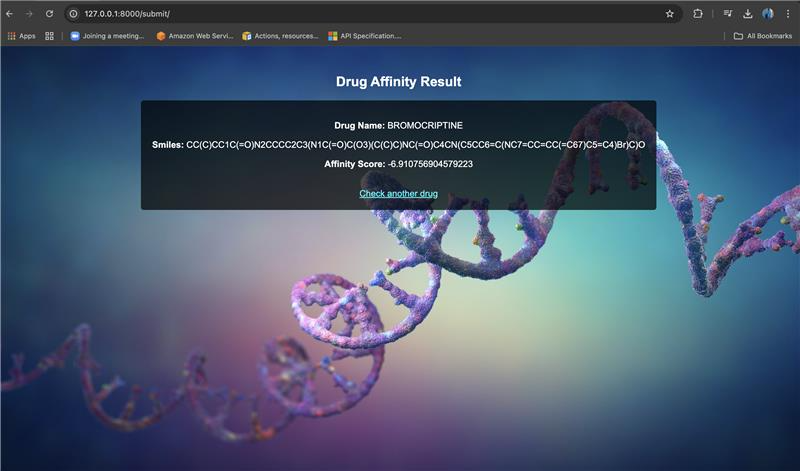 127.0.0.1:8000/submit/
Apps
Joining a meeting...
Amazon Web Servi...
Actions, resources...
API Specification....
All Bookmarks
Drug Affinity Result
Drug Name: BROMOCRIPTINE
Smiles: CC(C)CC1C(=O)N2CCCC2C3(N1C(=O)C(O3)(C(C)C)NC(=O)C4CN(C5CC6=C(NC7=CC=CC(=C67)C5=C4)Br)C)O
Affinity Score: -6.910756904579223
Check another drug